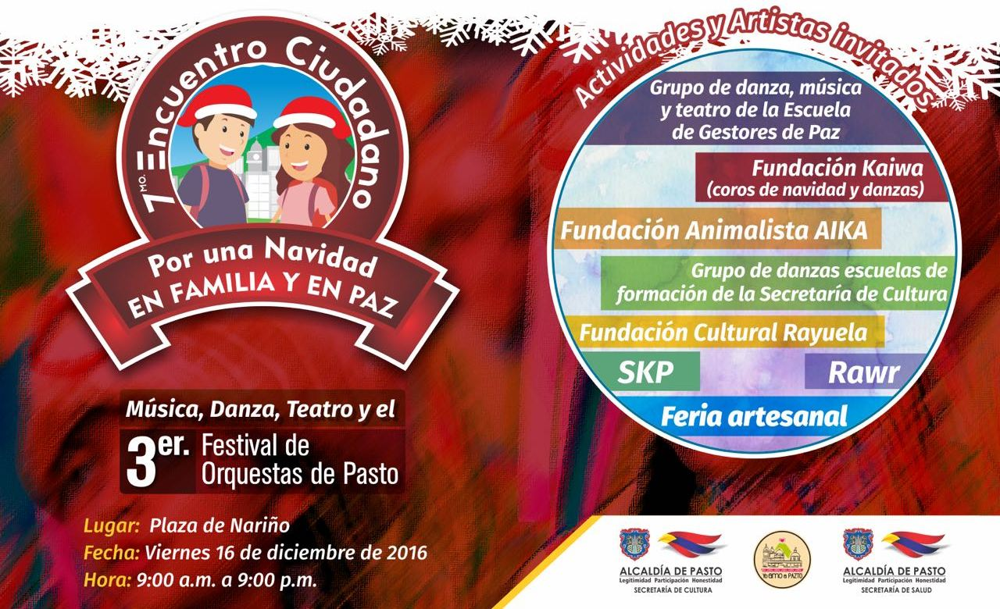 7MO. Encuentro Ciudadano
Por una Navidad
EN FAMILIA Y EN PAZ
Música, Danza, Teatro y el
3er. Festival de
Orquestas de Pasto
Lugar: Plaza de Nariño
Fecha: Viernes 16 de diciembre de 2016
Hora: 9:00 a.m. a 9:00 p.m.
Actividades y Artistas invitados:
Grupo de danza, música
y teatro de la Escuela
de Gestores de Paz
Fundación Kaiwa
(coros de navidad y danzas)
Fundación Animalista AIKA
Grupo de danzas escuelas de
formación de la Secretaría de Cultura
Fundación Cultural Rayuela
SKP
Rawr
Feria artesanal
ALCALDÍA DE PASTO
Legitimidad Participación Honestidad
SECRETARÍA DE CULTURA
Yo amo a PAZTO
ALCALDÍA DE PASTO
Legitimidad Participación Honestidad
SECRETARÍA DE SALUD